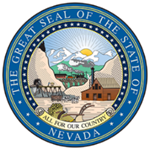 THE GREAT SEAL OF THE STATE OF
NEVADA
ALL FOR OUR COUNTRY